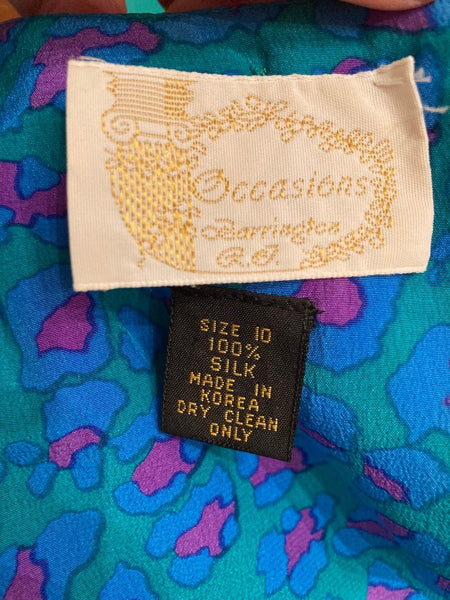 Occasions
Barrington
SIZE 10
100%
SILK
MADE IN
KOREA
DRY CLEAN
ONLY